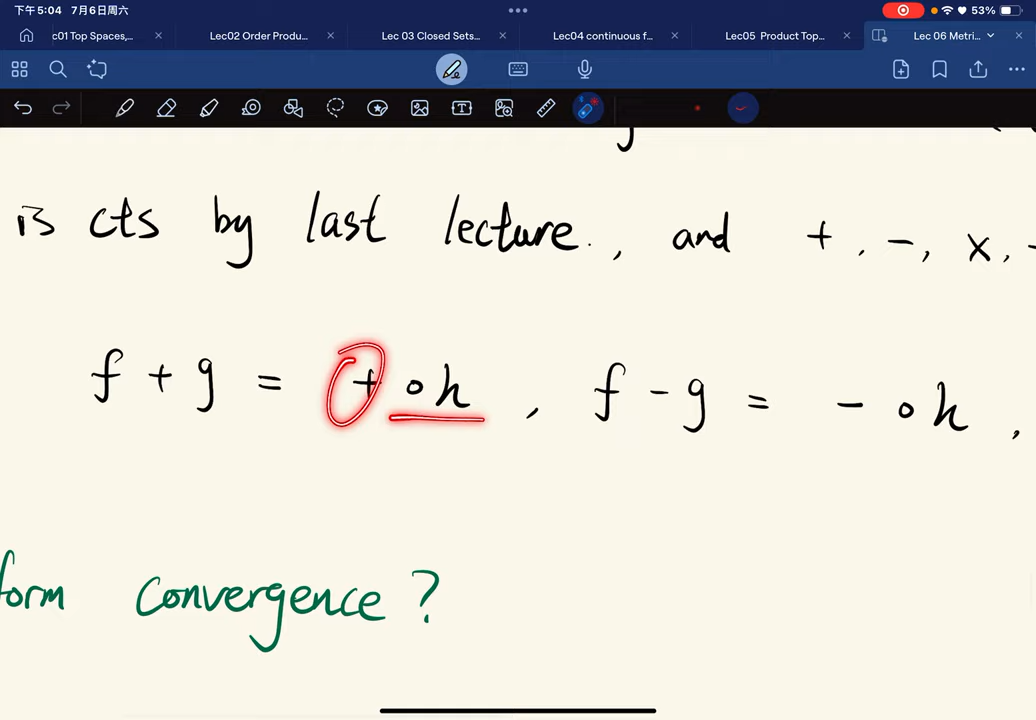 下午5:04 7月6日周六
53%
c01 Top Spaces,...
Lec02 Order Produ...
Lec 03 Closed Sets...
Lec04 continuous f...
Lec05 Product Top...
Lec 06 Metri...
is cts by last lecture., and +, -, x,
f + g = + o h , f - g = - o h ,
form convergence ?